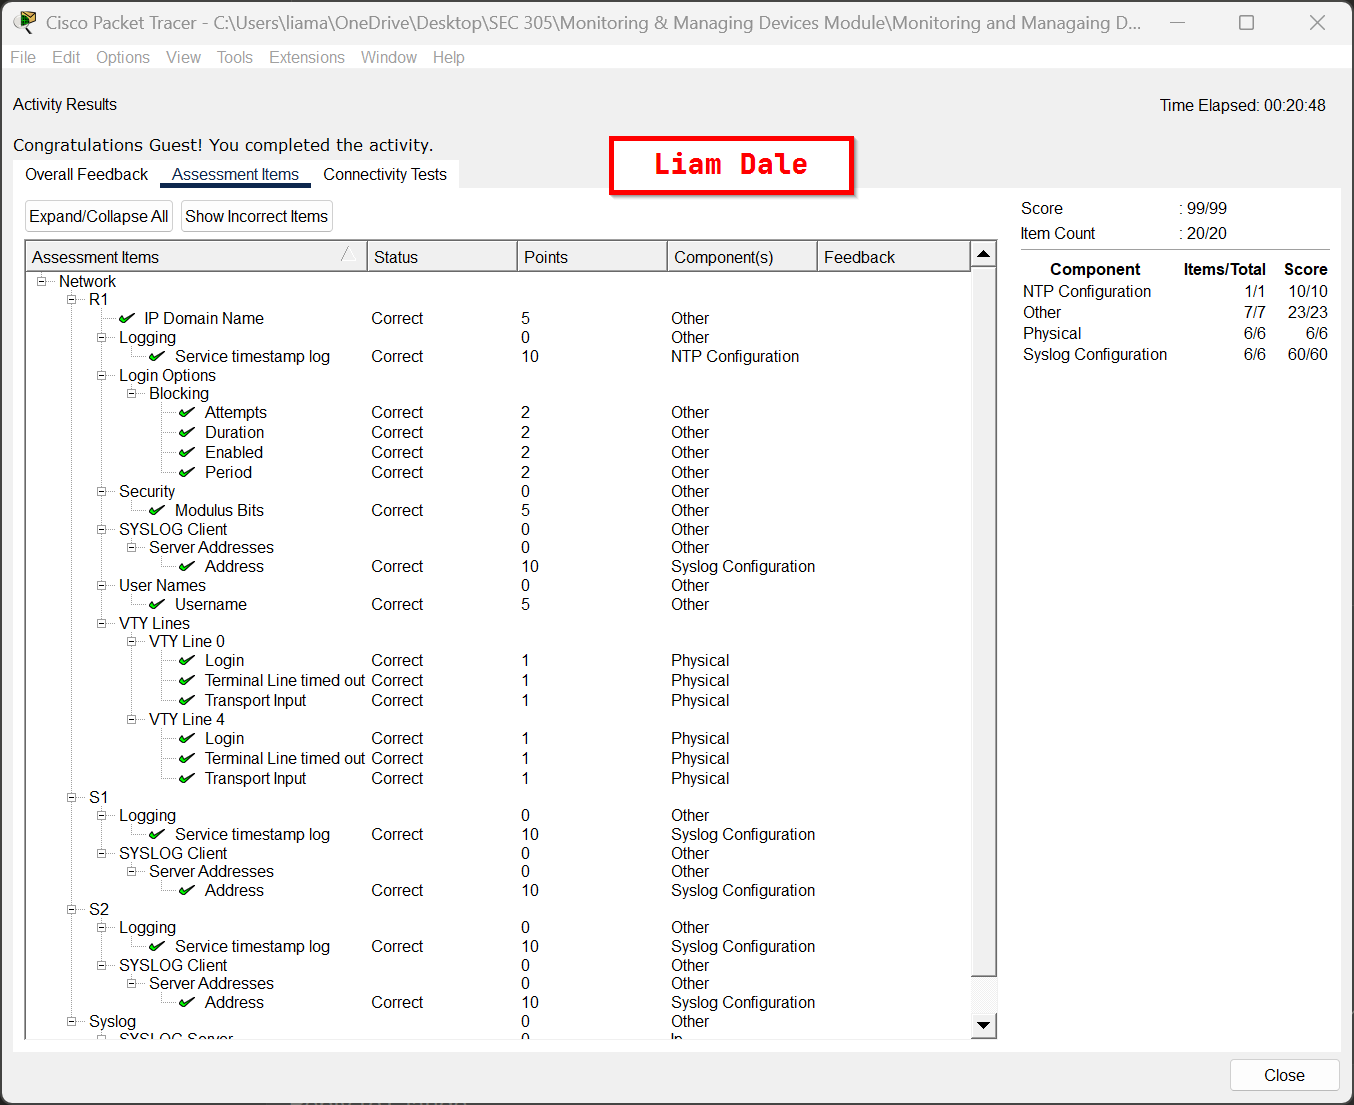 Cisco Packet Tracer - C:\Users\liama\OneDrive\Desktop\SEC 305\Monitoring & Managing Devices Module\Monitoring and Managaing D...
File Edit Options View Tools Extensions Window Help
Activity Results
Time Elapsed: 00:20:48
Congratulations Guest! You completed the activity.
Liam Dale
Overall Feedback Assessment Items Connectivity Tests
Expand/Collapse All Show Incorrect Items
Assessment Items Status Points Component(s) Feedback
Network
R1
IP Domain Name Correct 5 Other
Logging 0 Other
Service timestamp log Correct 10 NTP Configuration
Login Options
Blocking
Attempts Correct 2 Other
Duration Correct 2 Other
Enabled Correct 2 Other
Period Correct 2 Other
Security 0 Other
Modulus Bits Correct 5 Other
SYSLOG Client 0 Other
Server Addresses 0 Other
Address Correct 10 Syslog Configuration
User Names 0 Other
Username Correct 5 Other
VTY Lines
VTY Line 0
Login Correct 1 Physical
Terminal Line timed out Correct 1 Physical
Transport Input Correct 1 Physical
VTY Line 4
Login Correct 1 Physical
Terminal Line timed out Correct 1 Physical
Transport Input Correct 1 Physical
S1
Logging 0 Other
Service timestamp log Correct 10 Syslog Configuration
SYSLOG Client 0 Other
Server Addresses 0 Other
Address Correct 10 Syslog Configuration
S2
Logging 0 Other
Service timestamp log Correct 10 Syslog Configuration
SYSLOG Client 0 Other
Server Addresses 0 Other
Address Correct 10 Syslog Configuration
Syslog 0 Other
SYSLOG Server 0 Ip
Score : 99/99
Item Count : 20/20
Component Items/Total Score
NTP Configuration 1/1 10/10
Other 7/7 23/23
Physical 6/6 6/6
Syslog Configuration 6/6 60/60
Close